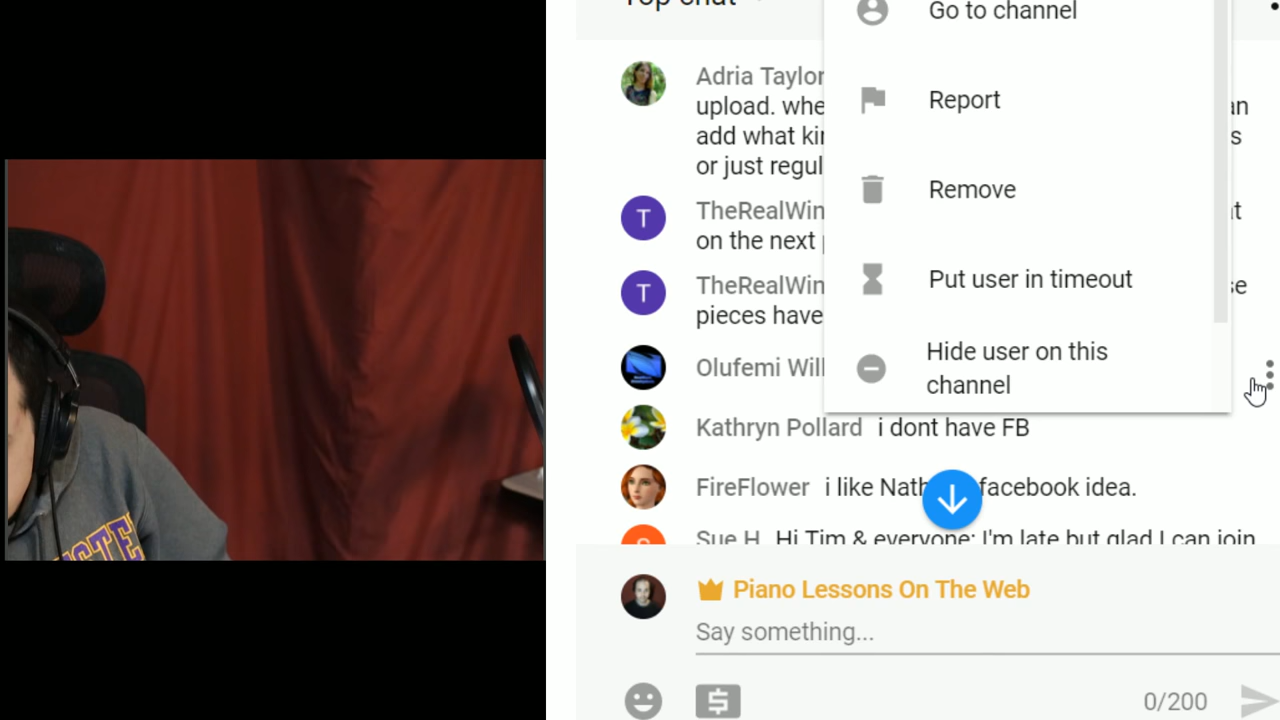 Top chat
Go to channel
Adria Taylor
upload. whe an
Report
add what ki s
or just regul
Remove
TheRealWin t
on the next
Put user in timeout
TheRealWin se
pieces have
Hide user on this
channel
Olufemi Will
Kathryn Pollard i dont have FB
FireFlower i like Nath facebook idea.
Sue H Hi Tim & everyone: I'm late but glad I can join
Piano Lessons On The Web
Say something...
0/200